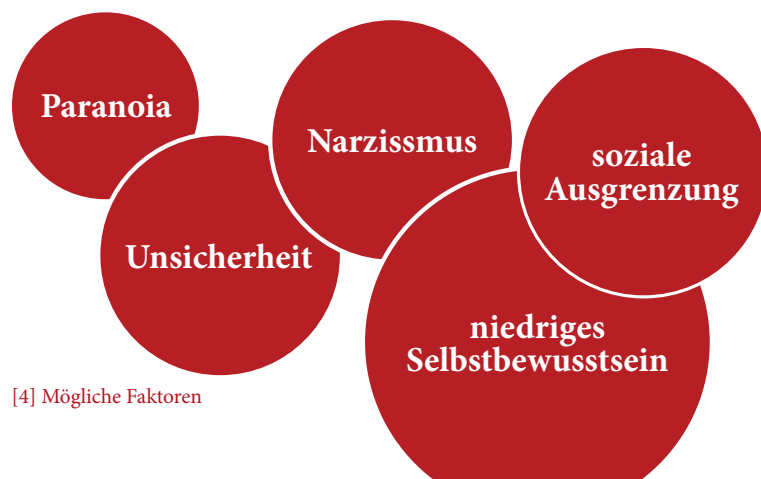 Paranoia
Narzissmus
soziale
Ausgrenzung
Unsicherheit
niedriges
Selbstbewusstsein
[4] Mögliche Faktoren